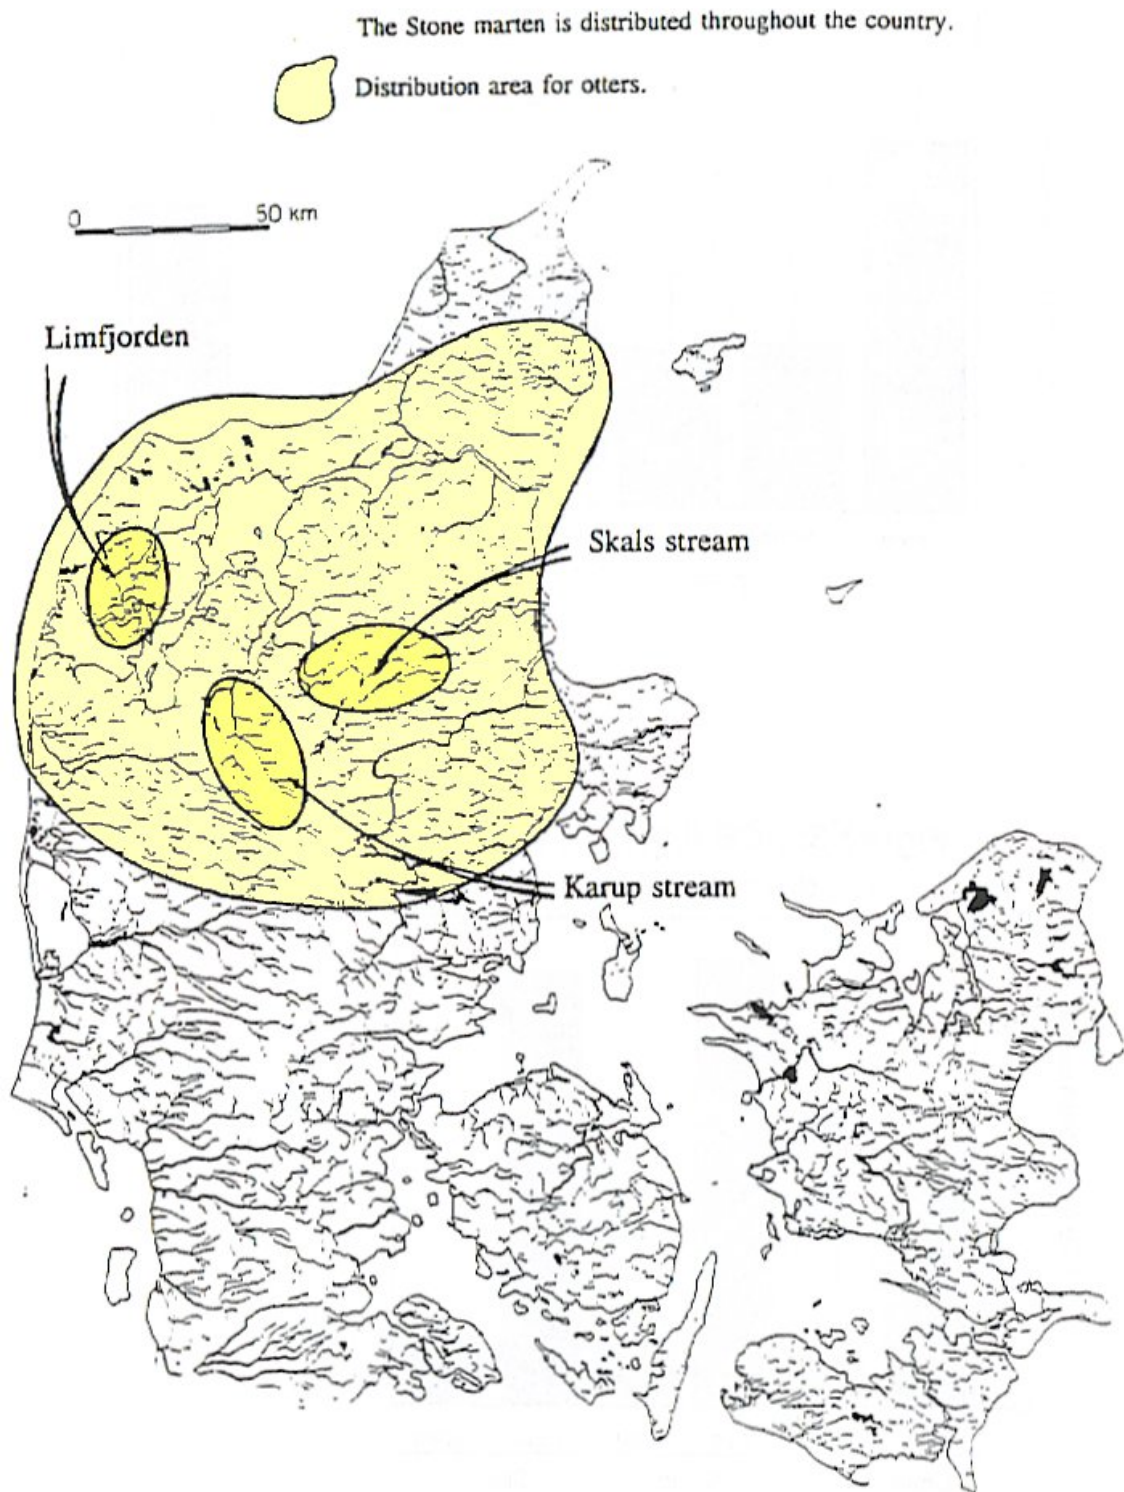 The Stone marten is distributed throughout the country.
Distribution area for otters.
0 50 км
Limfjorden
Skals stream
Karup stream